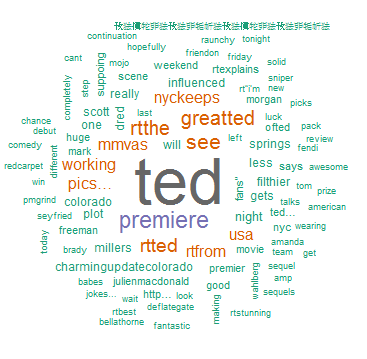 continuation
raunchy
tonight
hopefully
friendon
friday
cant
mojo
weekend
rtexplains
solid
step
suppoing
scene
influenced
sniper
completely
really
nyckeeps
rt"i'm
new
morgan
picks
scott
dred
last
greatted
luck
chance
one
rtthe
ofted
pack
debut
huge
mmvas
will
see
left
springs
review
comedy
mark
fendi
different
working
less
says
awesome
redcarpet
fans"
filthier
tom
win
pics...
ted
gets
prize
pmgrind
colorado
talks
american
seyfried
plot
premiere
night
ted...
nyc
wearing
freeman
usa
amanda
today
brady
millers
rtted
rtfrom
movie
team
get
charmingupdatecolorado
premier
wahlberg
sequel
babes
julienmacdonald
good
amp
jokes...
wait
http...
look
making
sequels
rtbest
deflategate
rtstunning
bellathorne
fantastic